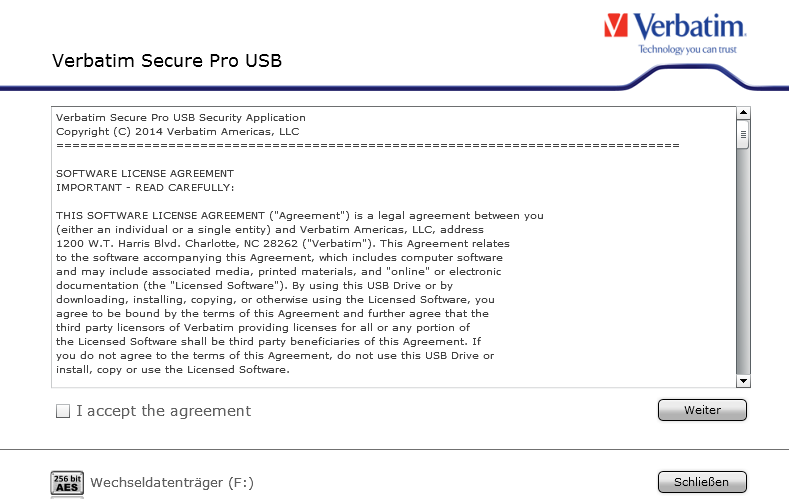 Verbatim
Technology you can trust
Verbatim Secure Pro USB
Verbatim Secure Pro USB Security Application
Copyright (C) 2014 Verbatim Americas, LLC
==============================================================================
SOFTWARE LICENSE AGREEMENT
IMPORTANT - READ CAREFULLY:
THIS SOFTWARE LICENSE AGREEMENT ("Agreement") is a legal agreement between you
(either an individual or a single entity) and Verbatim Americas, LLC, address
1200 W.T. Harris Blvd. Charlotte, NC 28262 ("Verbatim"). This Agreement relates
to the software accompanying this Agreement, which includes computer software
and may include associated media, printed materials, and "online" or electronic
documentation (the "Licensed Software"). By using this USB Drive or by
downloading, installing, copying, or otherwise using the Licensed Software, you
agree to be bound by the terms of this Agreement and further agree that the
third party licensors of Verbatim providing licenses for all or any portion of
the Licensed Software shall be third party beneficiaries of this Agreement. If
you do not agree to the terms of this Agreement, do not use this USB Drive or
install, copy or use the Licensed Software.
I accept the agreement
Weiter
256 bit
AES
Wechseldatenträger (F:)
Schließen